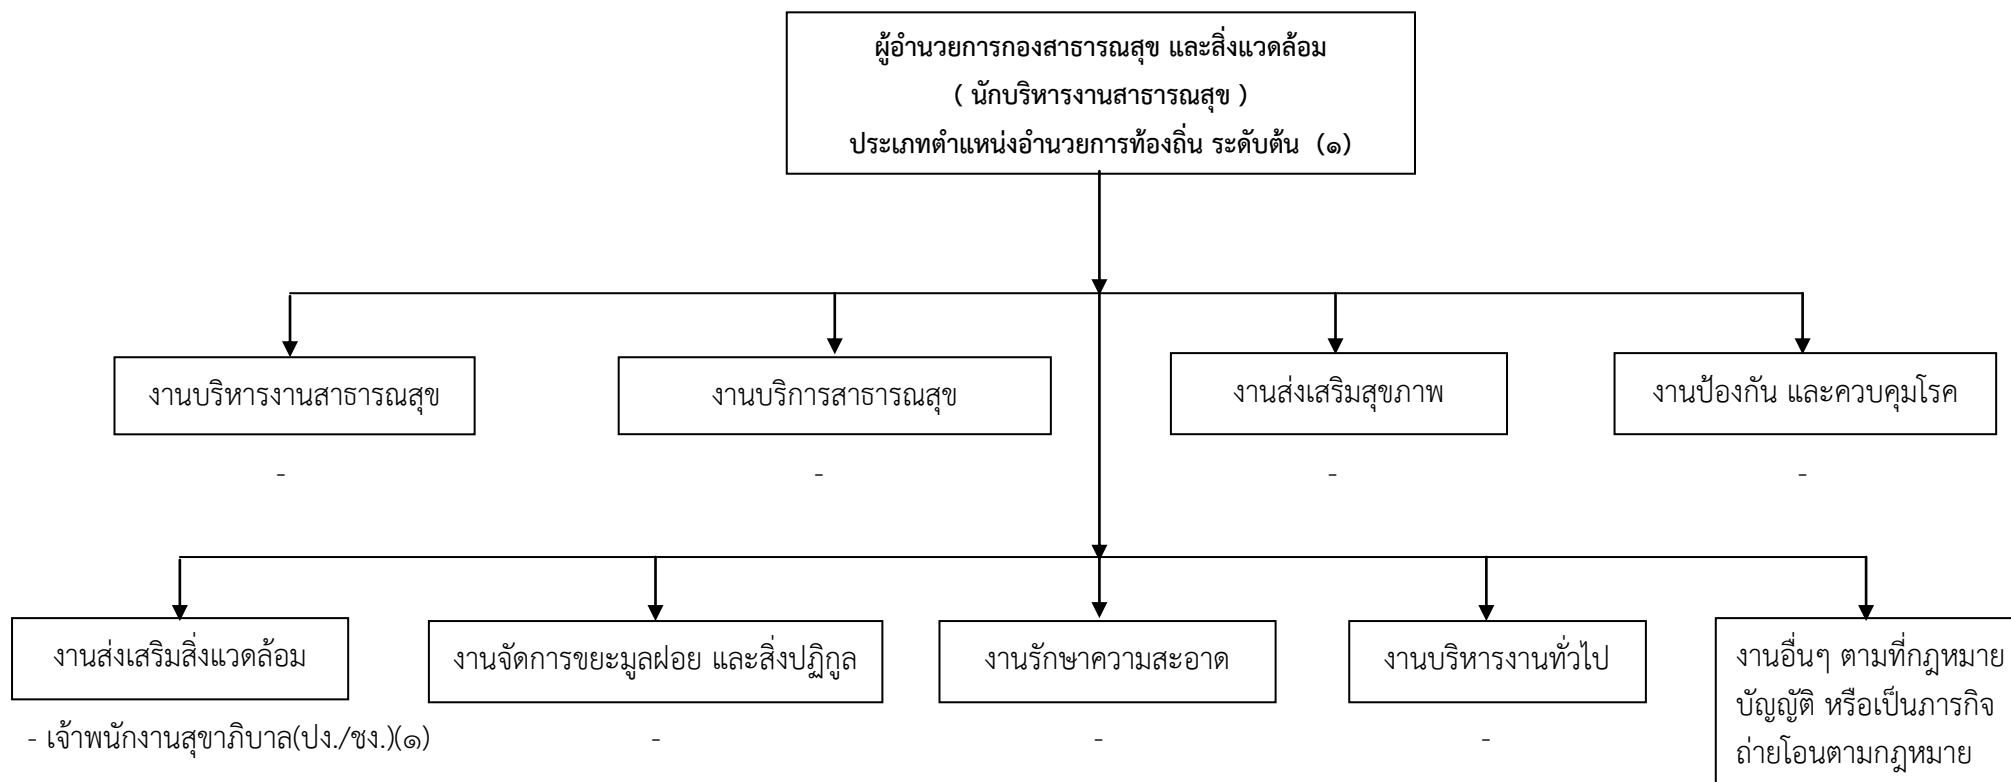 ผู้อำนวยการกองสาธารณสุข และสิ่งแวดล้อม
( นักบริหารงานสาธารณสุข )
ประเภทตำแหน่งอำนวยการท้องถิ่น ระดับต้น (๑)
งานบริหารงานสาธารณสุข
งานบริการสาธารณสุข
งานส่งเสริมสุขภาพ
งานป้องกัน และควบคุมโรค
-
-
-
-
งานส่งเสริมสิ่งแวดล้อม
งานจัดการขยะมูลฝอย และสิ่งปฏิกูล
งานรักษาความสะอาด
งานบริหารงานทั่วไป
งานอื่นๆ ตามที่กฎหมาย
บัญญัติ หรือเป็นภารกิจ
ถ่ายโอนตามกฎหมาย
- เจ้าพนักงานสุขาภิบาล(ปง./ชง.)(๑)
-
-
-